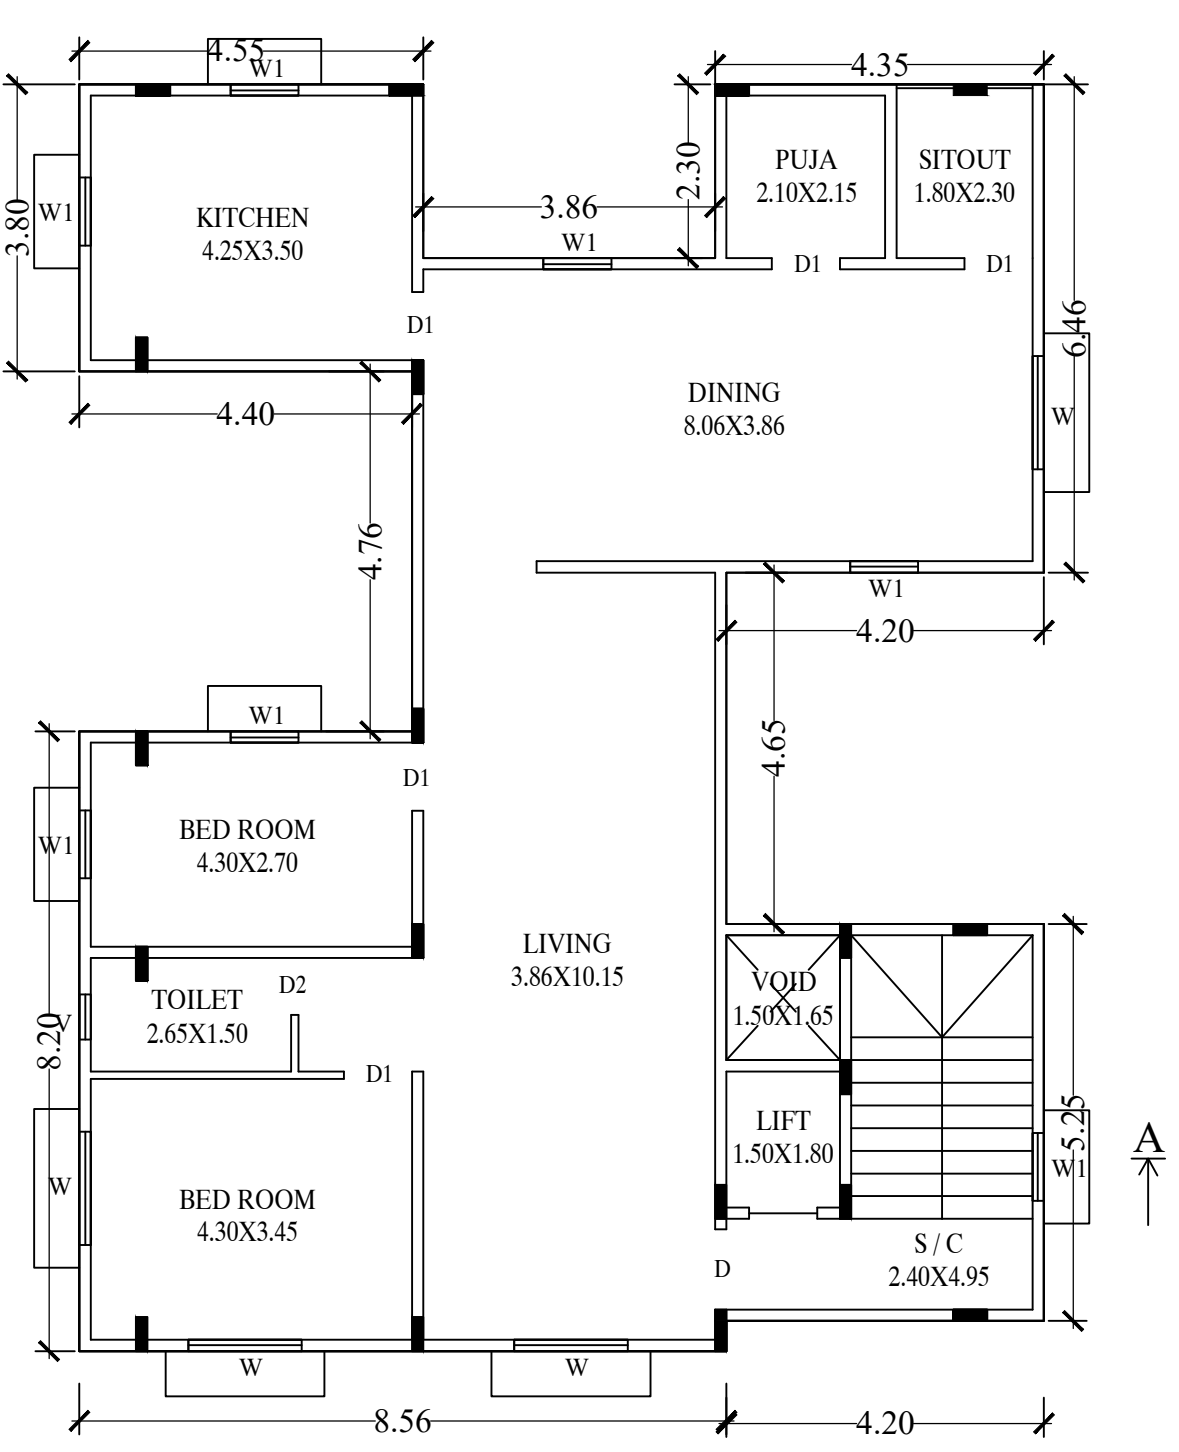 4.55
W1
4.35
PUJA
2.10X2.15
SITOUT
1.80X2.30
2.30
3.86
W1
W1
3.80
KITCHEN
4.25X3.50
D1
D1
D1
6.46
DINING
8.06X3.86
W
4.40
4.76
W1
4.20
W1
4.65
D1
BED ROOM
4.30X2.70
W1
LIVING
3.86X10.15
VOID
1.50X1.65
D2
TOILET
2.65X1.50
V
8.20
D1
LIFT
1.50X1.80
5.25
A
W1
W
BED ROOM
4.30X3.45
S / C
2.40X4.95
D
W
W
8.56
4.20